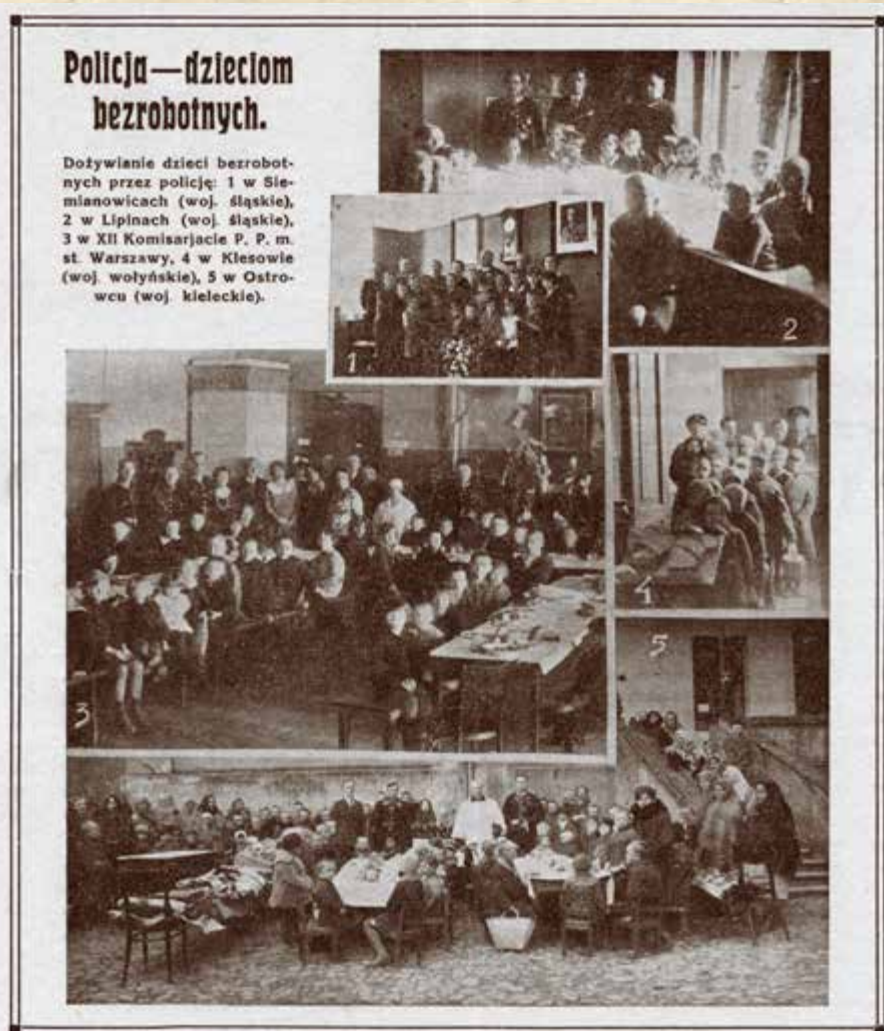 Policja—dzieciom
bezrobotnych.
Dożywianie dzieci bezrobot-
nych przez policję: 1 w Sie-
mianowicach (woj. śląskie),
2 w Lipinach (woj. śląskie),
3 w XII Komisarjacie P. P. m.
st. Warszawy, 4 w Klesowie
(woj. wołyńskie), 5 w Ostro-
wcu (woj. kieleckie).
2
1
4
3
5